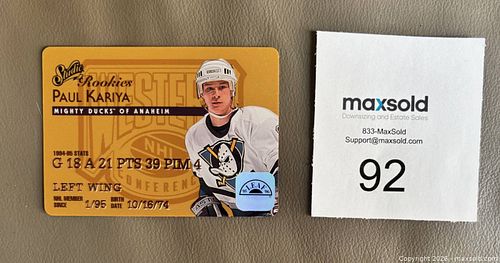 Studio
Rookies
PAUL KARIYA
MIGHTY DUCKS OF ANAHEIM
WESTERN
NHL
CONFERENCE
1994-95 STATS
G 18 A 21 PTS 39 PIM 4
LEFT WING
NHL MEMBER SINCE 1/95 BIRTH DATE 10/16/74
LEAF
maxsold
Downsizing and Estate Sales
833-MaxSold
Support@maxsold.com
92
Copyright 2026 - maxsold.com